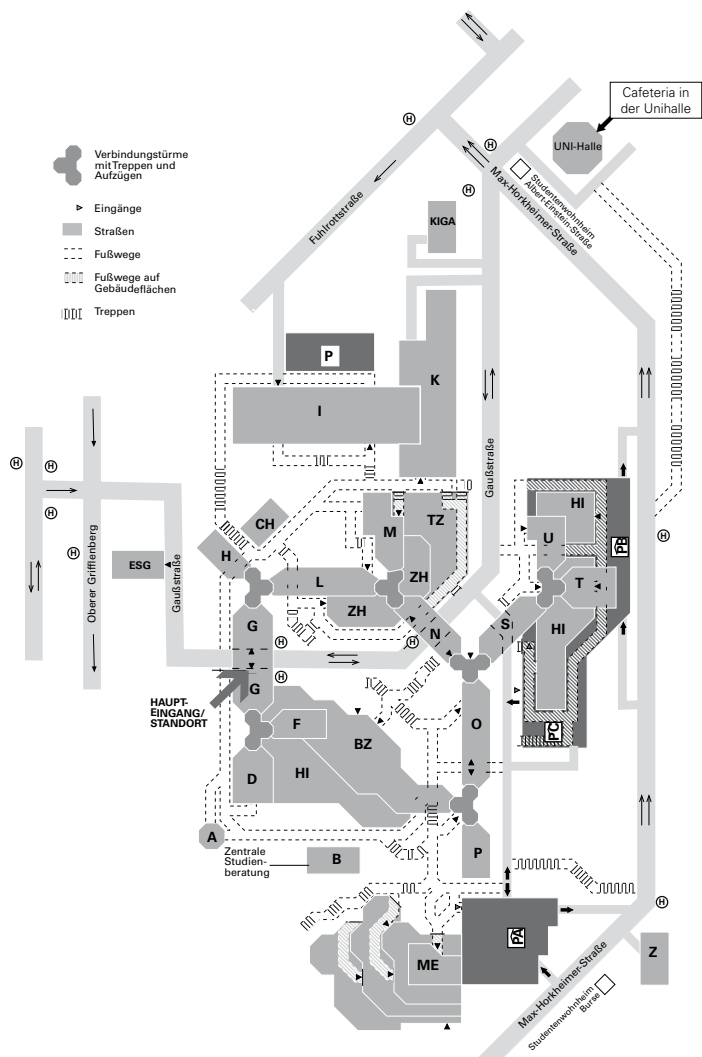 Cafeteria in
der Unihalle
UNI-Halle
H
H
H
Verbindungstürme
mit Treppen und
Aufzügen
Eingänge
Straßen
Fußwege
Fußwege auf
Gebäudeflächen
Treppen
Fuhlrottstraße
Max-Horkheimer-Straße
Studentenwohnheim
Albert-Einstein-Straße
KIGA
P
K
I
Gaußstraße
H
H
H
H
Oberer Grifflenberg
ESG
Gaußstraße
CH
H
M
TZ
HI
U
PB
H
L
ZH
ZH
T
G
N
S
HI
H
H
G
H
HAUPT-
EINGANG/
STANDORT
F
BZ
O
PC
D
HI
A
Zentrale
Studien-
beratung
B
P
ME
PA
H
Z
Max-Horkheimer-Straße
Studentenwohnheim
Burse